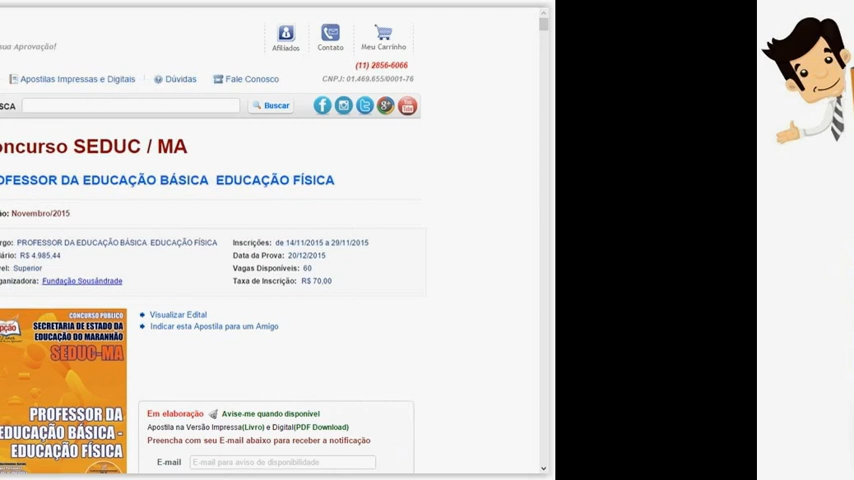 sua Aprovação!
Afiliados
Contato
Meu Carrinho
(11) 2856-6066
Apostilas Impressas e Digitais
Dúvidas
Fale Conosco
CNPJ: 01.469.655/0001-76
SCA
Buscar
oncurso SEDUC / MA
OFESSOR DA EDUCAÇÃO BÁSICA EDUCAÇÃO FÍSICA
ão: Novembro/2015
rgo: PROFESSOR DA EDUCAÇÃO BÁSICA EDUCAÇÃO FÍSICA
Inscrições: de 14/11/2015 a 29/11/2015
ário: R$ 4.985,44
Data da Prova: 20/12/2015
vel: Superior
Vagas Disponíveis: 60
ganizadora: Fundação Sousândrade
Taxa de Inscrição: R$ 70,00
Visualizar Edital
Indicar esta Apostila para um Amigo
CONCURSO PÚBLICO
pção
SECRETARIA DE ESTADA DA
EDUCAÇÃO DO MARANHÃO
SEDUC-MA
PROFESSOR DA
EDUCAÇÃO BÁSICA -
EDUCAÇÃO FÍSICA
Em elaboração Avise-me quando disponível
Apostila na Versão Impressa(Livro) e Digital(PDF Download)
Preencha com seu E-mail abaixo para receber a notificação
E-mail
E-mail para aviso de disponibilidade